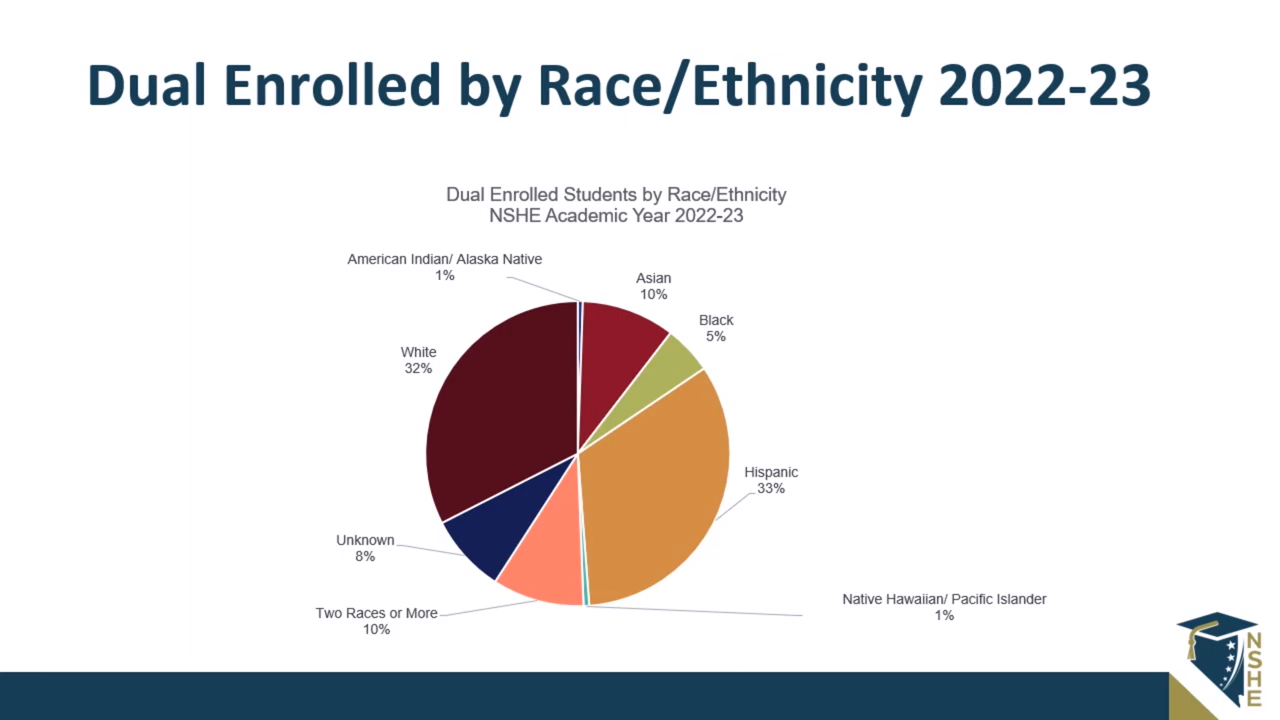 Dual Enrolled by Race/Ethnicity 2022-23
Dual Enrolled Students by Race/Ethnicity
NSHE Academic Year 2022-23
American Indian/ Alaska Native
1%
Asian
10%
Black
5%
White
32%
Hispanic
33%
Unknown
8%
Native Hawaiian/ Pacific Islander
1%
Two Races or More
10%
NSHE